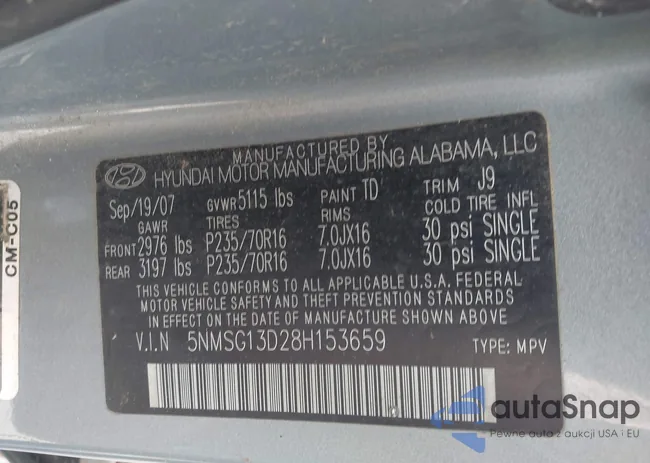 MANUFACTURED BY
HYUNDAI MOTOR MANUFACTURING ALABAMA, LLC
Sep/19/07 GVWR 5115 lbs PAINT TD TRIM J9
GAWR TIRES RIMS COLD TIRE INFL
FRONT 2976 lbs P235/70R16 7.0JX16 30 psi SINGLE
REAR 3197 lbs P235/70R16 7.0JX16 30 psi SINGLE
THIS VEHICLE CONFORMS TO ALL APPLICABLE U.S.A. FEDERAL
MOTOR VEHICLE SAFETY AND THEFT PREVENTION STANDARDS
IN EFFECT ON THE DATE OF MANUFACTURE SHOWN ABOVE
V.I.N 5NMSG13D28H153659 TYPE: MPV
CM-C05
autaSnap
Pewne auta z aukcji USA i EU